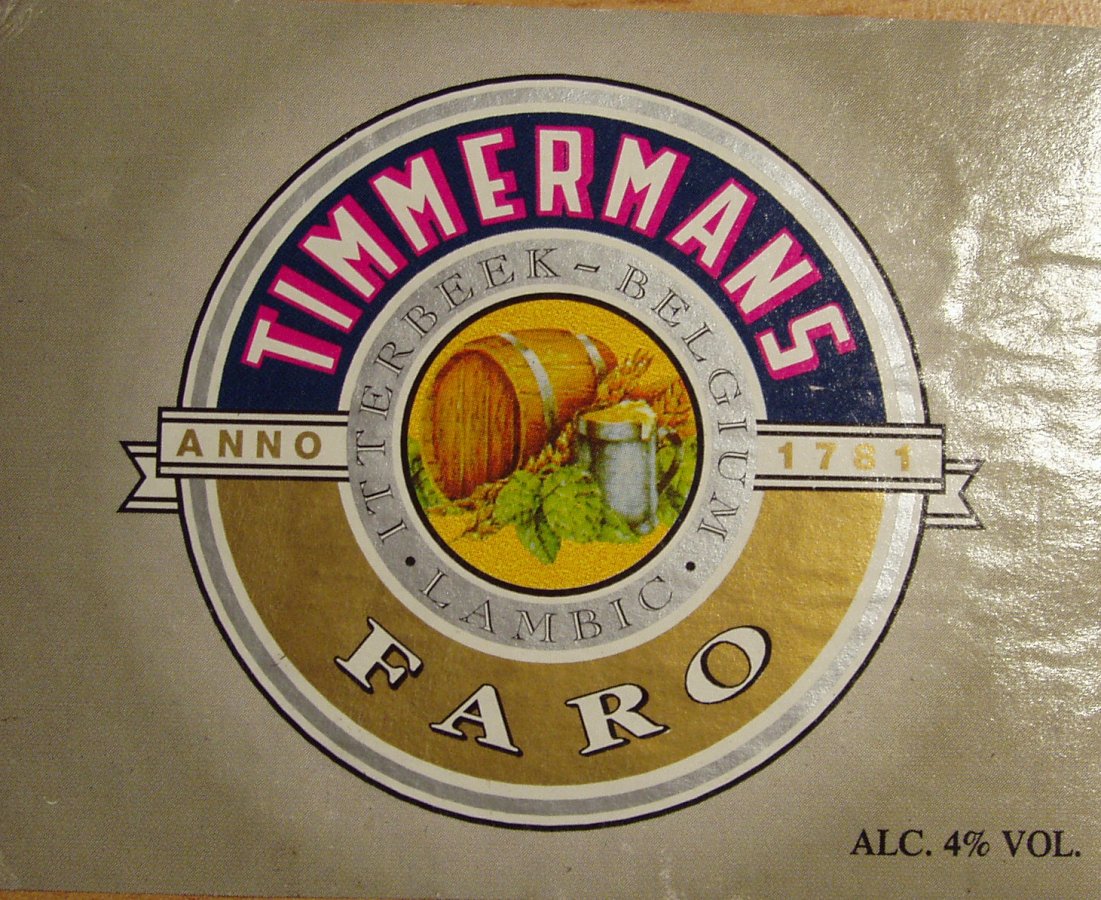 TIMMERMANS
ITTERBEEK - BELGIUM
ANNO 1781
• LAMBIC •
FARO
ALC. 4% VOL.